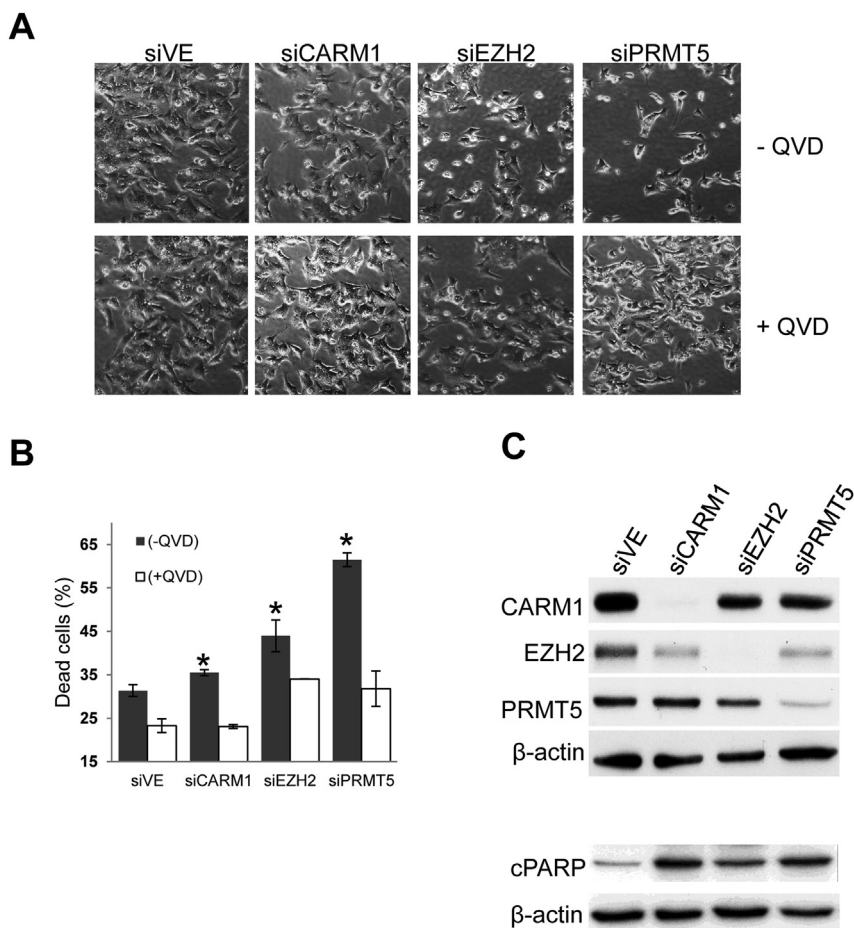 A
siVE siCARM1 siEZH2 siPRMT5
- QVD
+ QVD
B
Dead cells (%)
65
55
45
35
25
15
(-QVD)
(+QVD)
*
*
*
siVE siCARM1 siEZH2 siPRMT5
C
siVE siCARM1 siEZH2 siPRMT5
CARM1
EZH2
PRMT5
β-actin
cPARP
β-actin